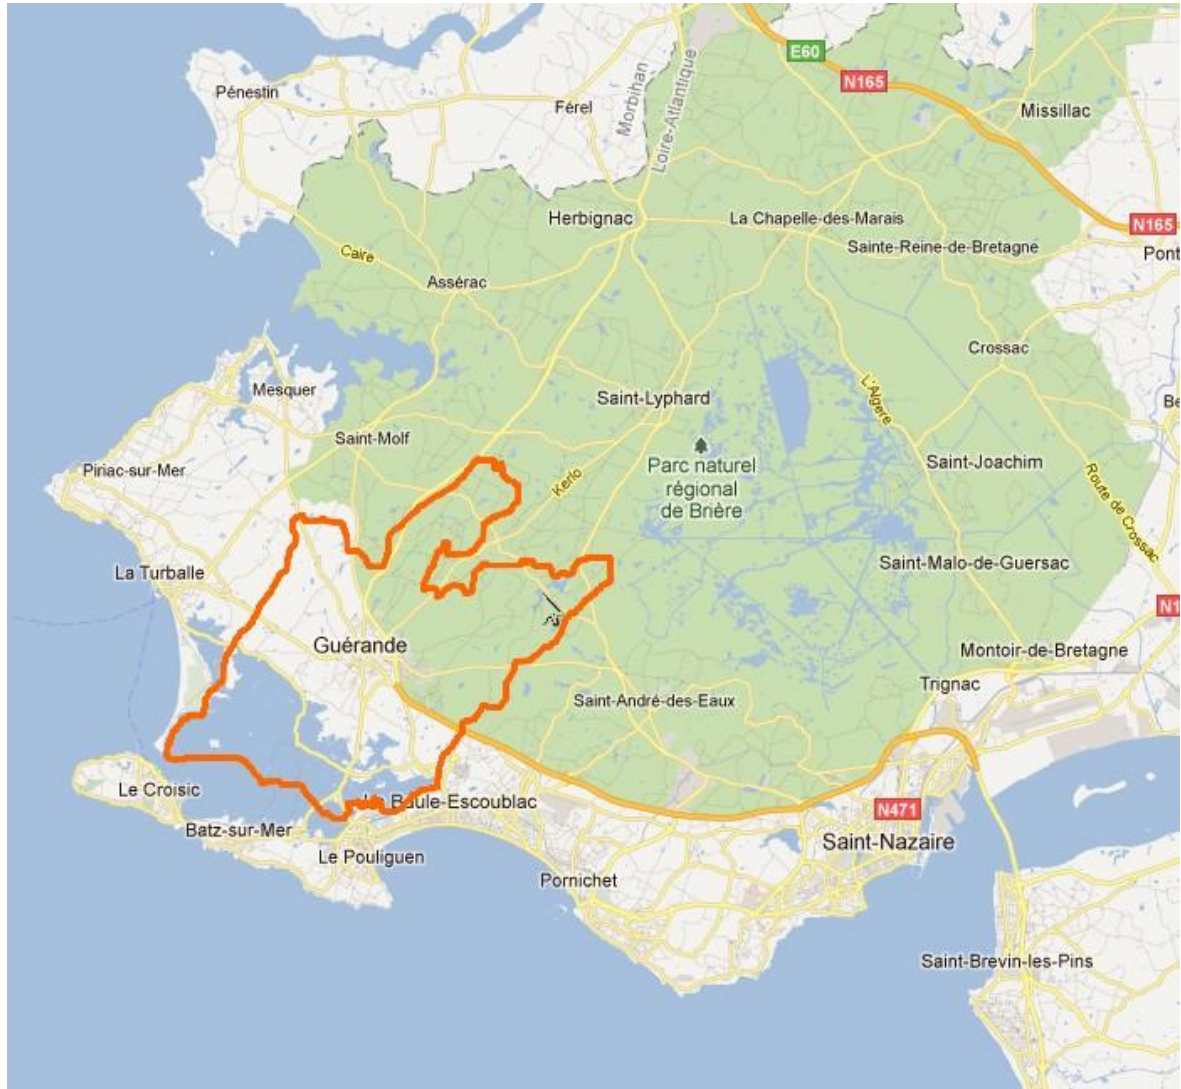 E60
N165
Pénestin
Férel
Morbihan
Loire-Atlantique
Missillac
Herbignac
La Chapelle-des-Marais
N165
Sainte-Reine-de-Bretagne
Pont
Caire
Assérac
Crossac
Mesquer
Saint-Lyphard
L'Algere
Be
Saint-Molf
Piriac-sur-Mer
Kerlo
Parc naturel
régional
de Brière
Saint-Joachim
Route de Crossac
La Turballe
Saint-Malo-de-Guersac
N1
Guérande
Montoir-de-Bretagne
Trignac
Saint-André-des-Eaux
Le Croisic
La Baule-Escoublac
N471
Batz-sur-Mer
Saint-Nazaire
Le Pouliguen
Pornichet
Saint-Brevin-les-Pins